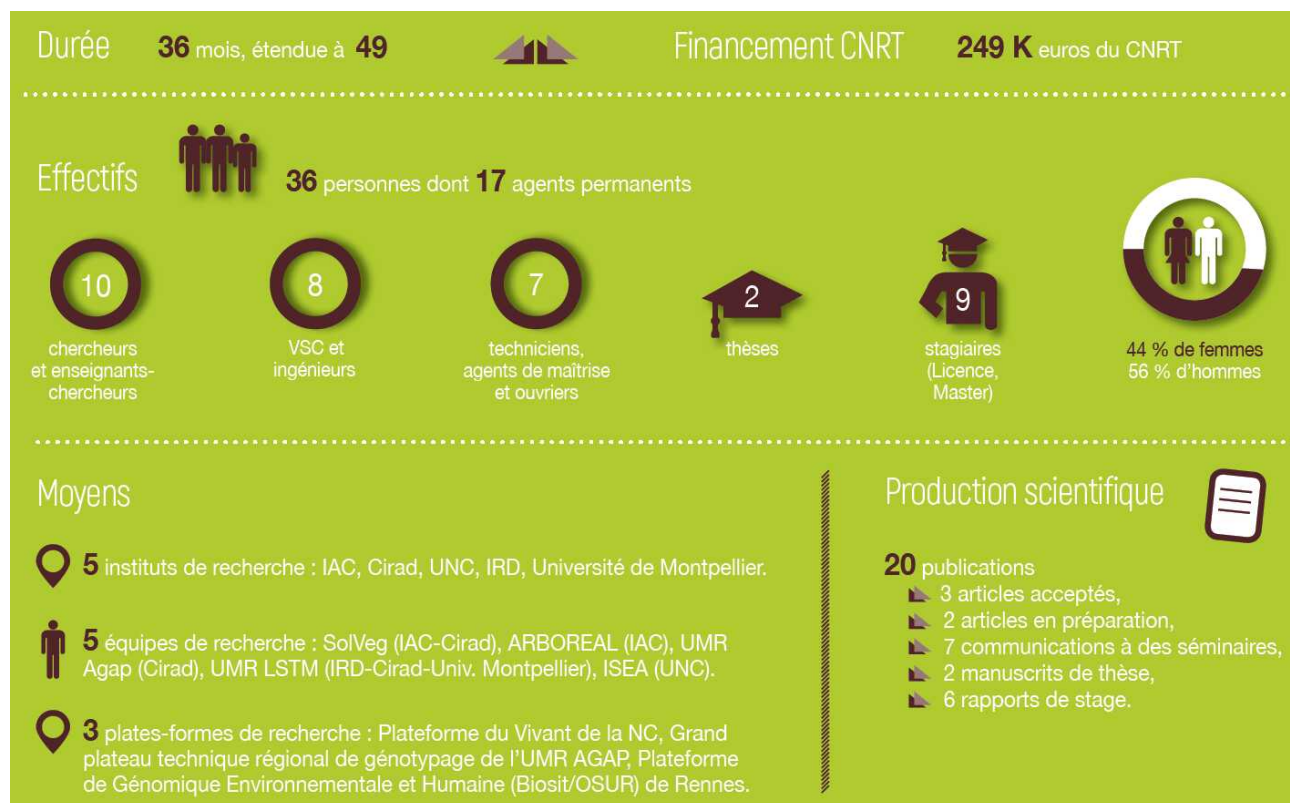 Durée 36 mois, étendue à 49 Financement CNRT 249 K euros du CNRT
Effectifs 36 personnes dont 17 agents permanents
10
chercheurs
et enseignants-
chercheurs
8
VSC et
ingénieurs
7
techniciens,
agents de maîtrise
et ouvriers
2
thèses
9
stagiaires
(Licence,
Master)
44 % de femmes
56 % d'hommes
Moyens
5 instituts de recherche : IAC, Cirad, UNC, IRD, Université de Montpellier.
5 équipes de recherche : SolVeg (IAC-Cirad), ARBOREAL (IAC), UMR
Agap (Cirad), UMR LSTM (IRD-Cirad-Univ. Montpellier), ISEA (UNC).
3 plates-formes de recherche : Plateforme du Vivant de la NC, Grand
plateau technique régional de génotypage de l'UMR AGAP, Plateforme
de Génomique Environnementale et Humaine (Biosit/OSUR) de Rennes.
Production scientifique
20 publications
3 articles acceptés,
2 articles en préparation,
7 communications à des séminaires,
2 manuscrits de thèse,
6 rapports de stage.